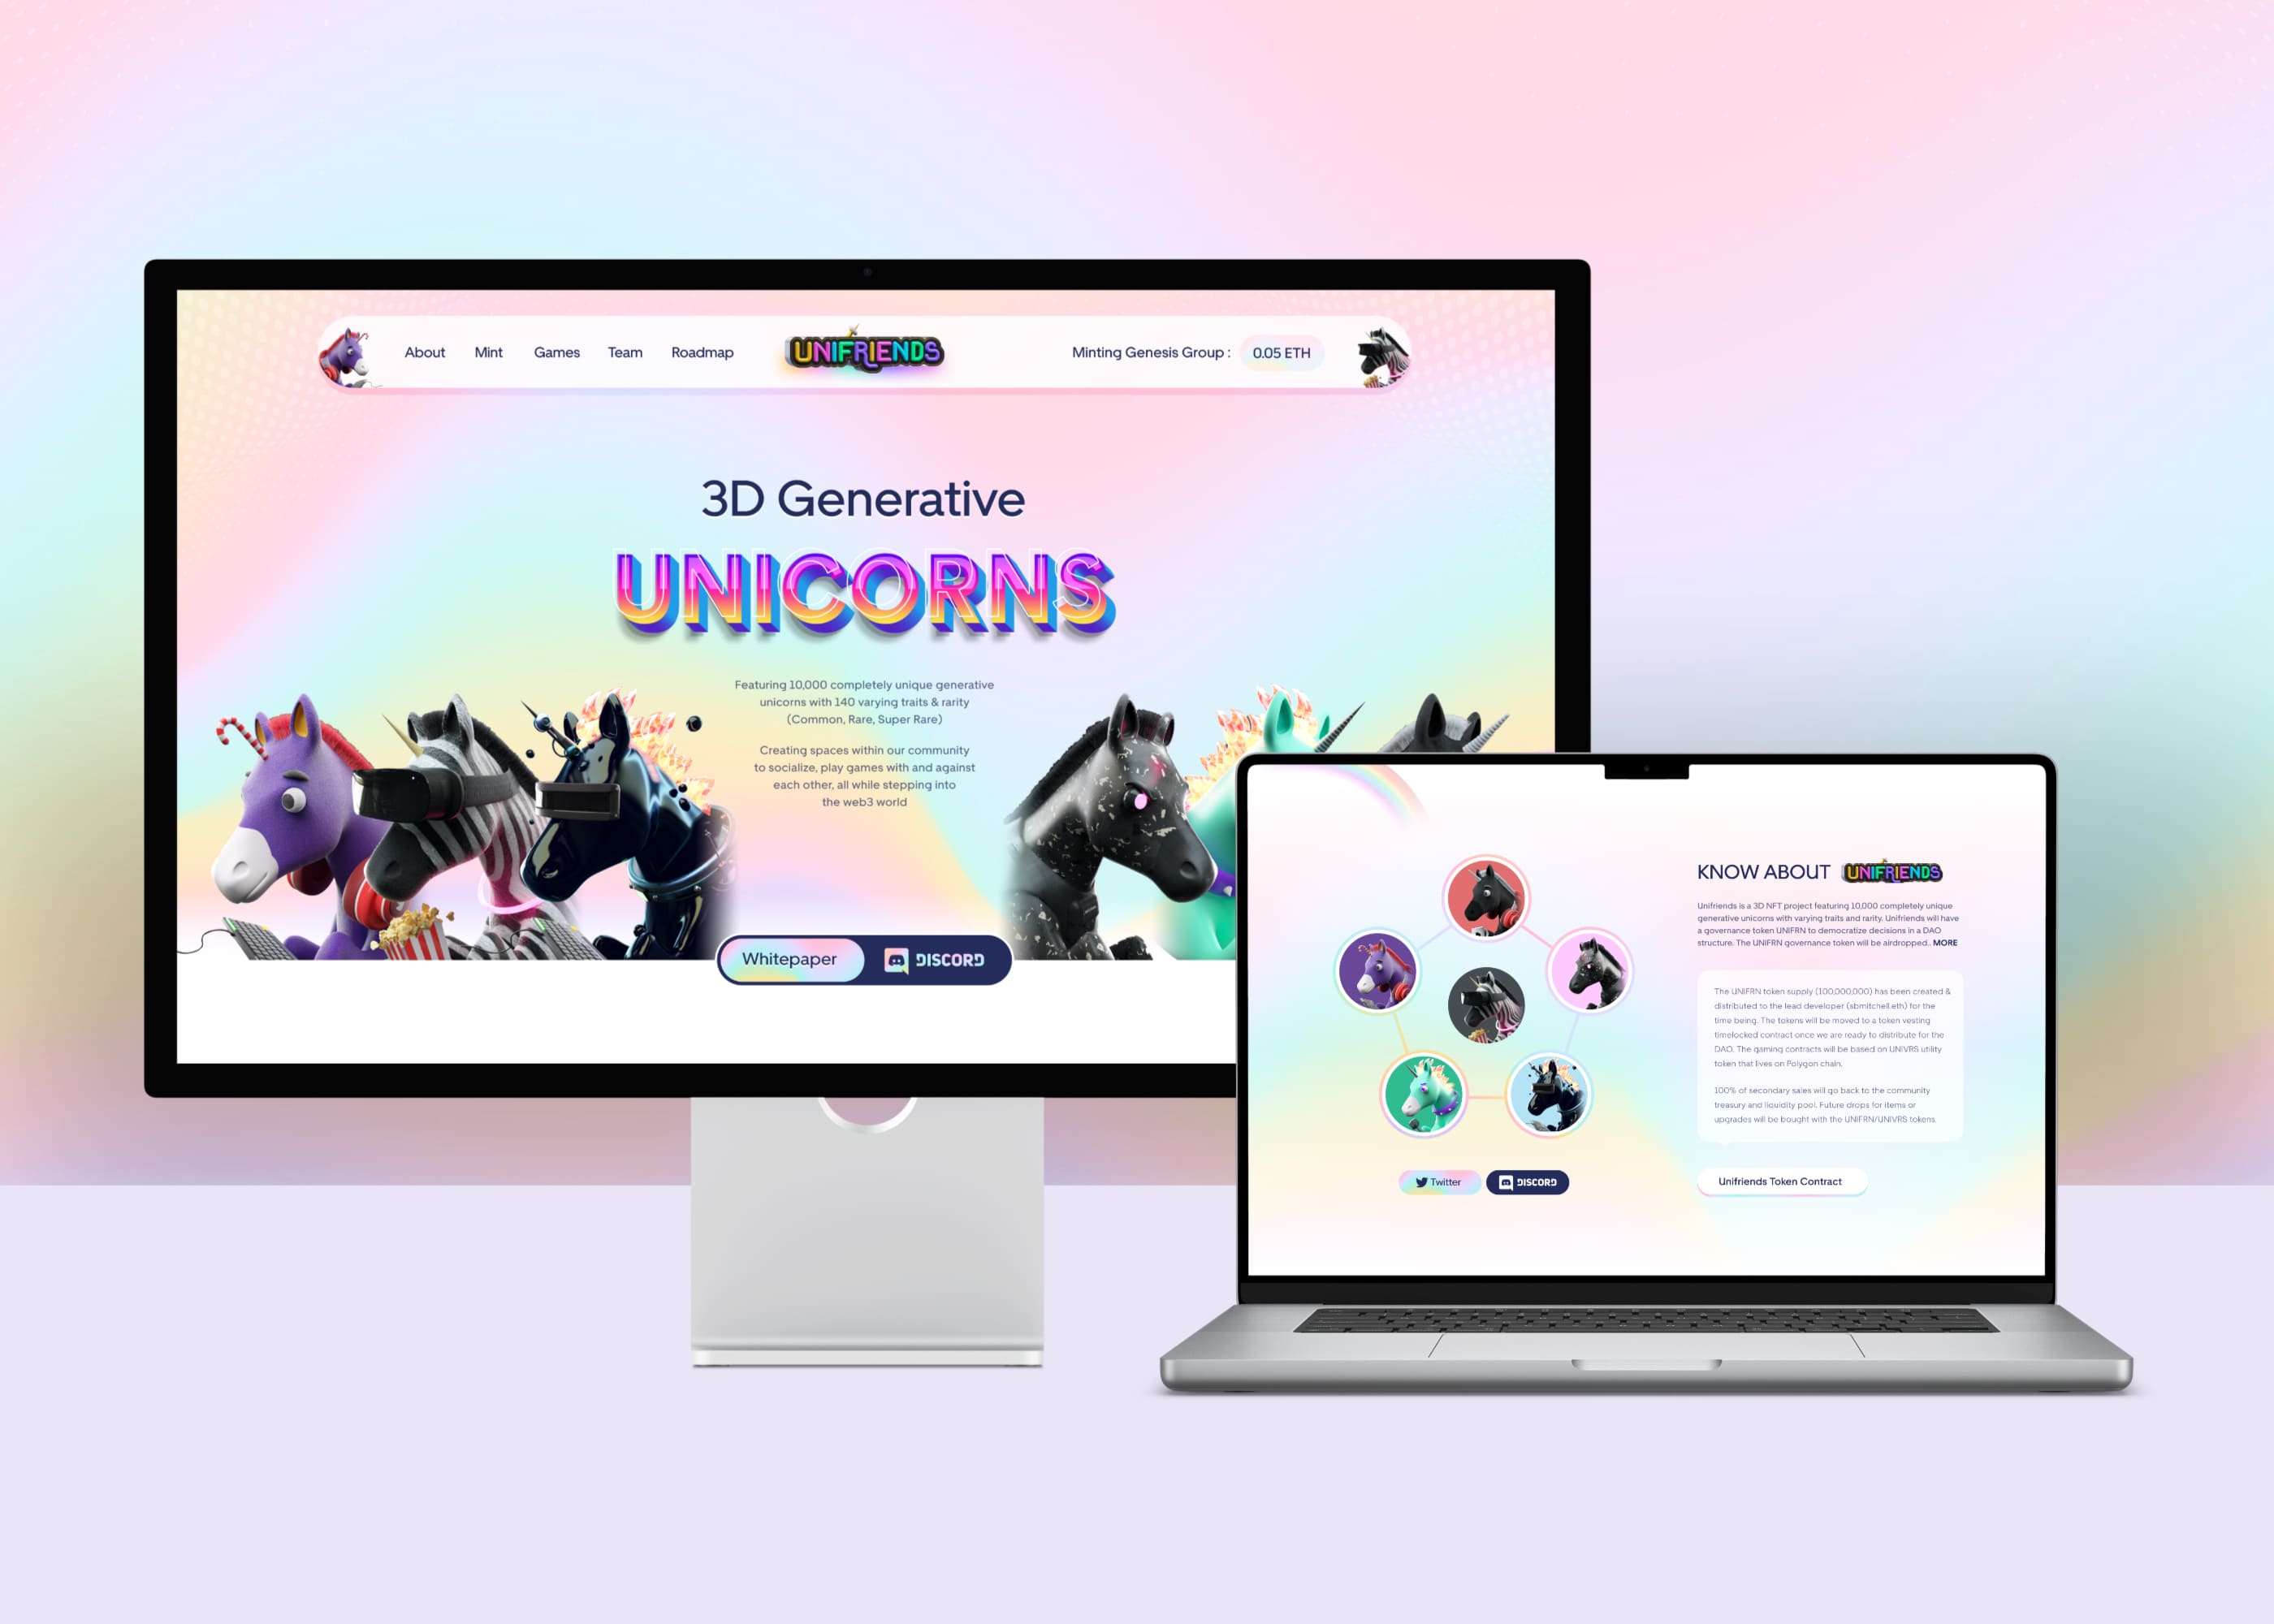 About
Mint
Games
Team
Roadmap
UNIFRIENDS
Minting Genesis Group :
0.05 ETH
3D Generative
UNICORNS
Featuring 10,000 completely unique generative
unicorns with 140 varying traits & rarity
(Common, Rare, Super Rare)
Creating spaces within our community
to socialize, play games with and against
each other, all while stepping into
the web3 world
Whitepaper
DISCORD
KNOW ABOUT UNIFRIENDS
Unifriends is a 3D NFT project featuring 10,000 completely unique
generative unicorns with varying traits and rarity. Unifriends will have
a governance token UNIFRN to democratize decisions in a DAO
structure. The UNIFRN governance token will be airdropped.. MORE
The UNIFRN token supply (100,000,000) has been created &
distributed to the lead developer (sbmitchell.eth) for the
time being. The tokens will be moved to a token vesting
timelocked contract once we are ready to distribute for the
DAO. The gaming contracts will be based on UNIVRS utility
token that lives on Polygon chain.
100% of secondary sales will go back to the community
treasury and liquidity pool. Future drops for items or
upgrades will be bought with the UNIFRN/UNIVRS tokens.
Twitter
DISCORD
Unifriends Token Contract